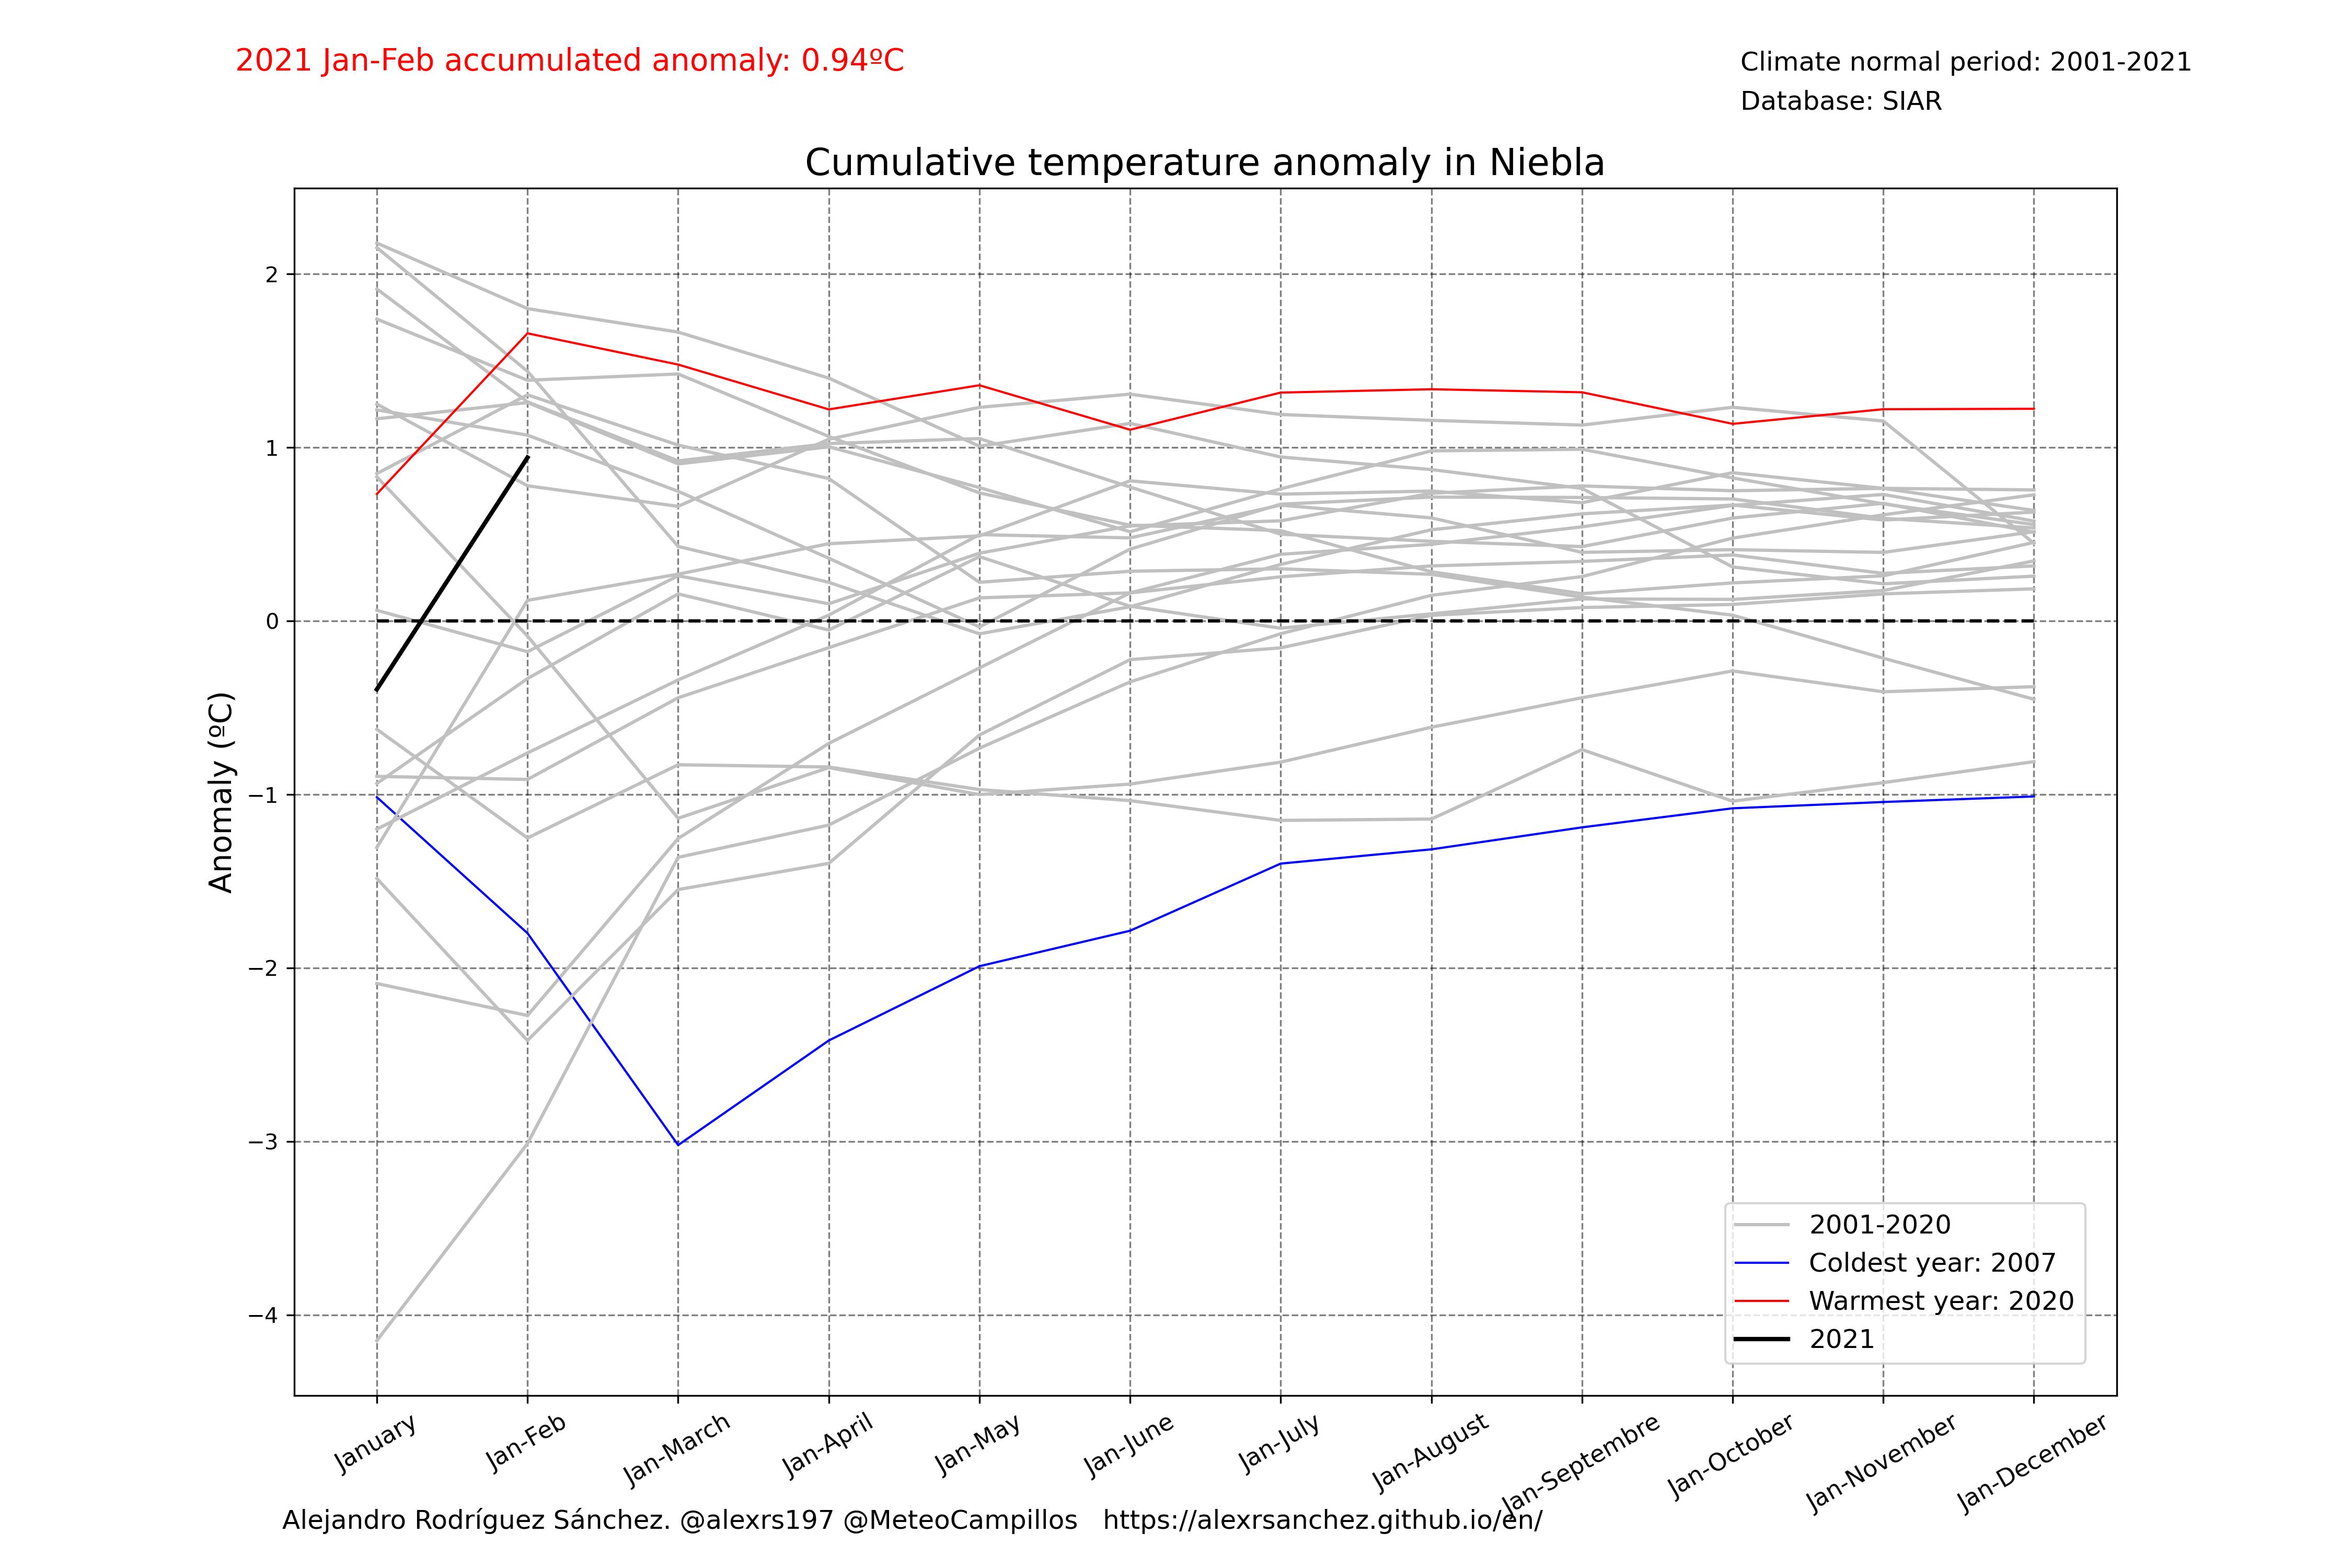 2021 Jan-Feb accumulated anomaly: 0.94ºC
Climate normal period: 2001-2021
Database: SIAR
Cumulative temperature anomaly in Niebla
Anomaly (ºC)
2
1
0
−1
−2
−3
−4
2001-2020
Coldest year: 2007
Warmest year: 2020
2021
January
Jan-Feb
Jan-March
Jan-April
Jan-May
Jan-June
Jan-July
Jan-August
Jan-Septembre
Jan-October
Jan-November
Jan-December
Alejandro Rodríguez Sánchez. @alexrs197 @MeteoCampillos   https://alexrsanchez.github.io/en/